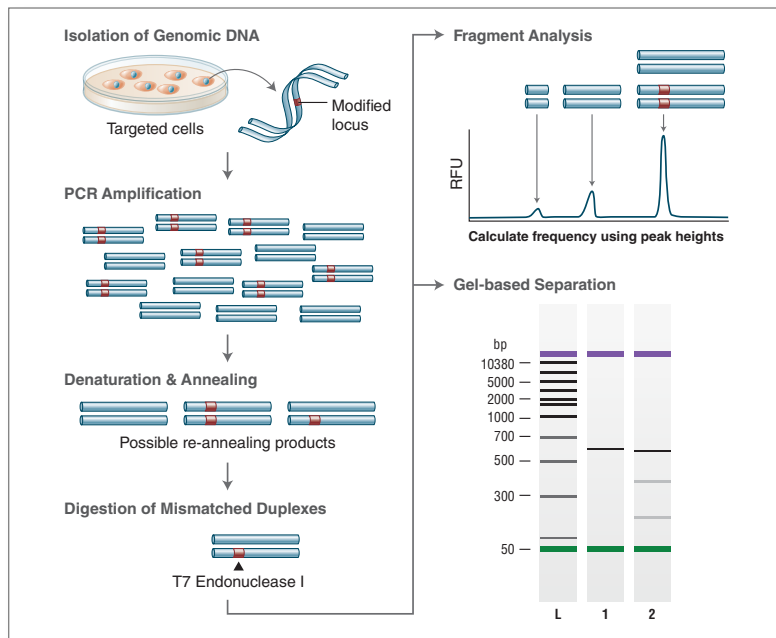 Isolation of Genomic DNA
Targeted cells
Modified
locus
PCR Amplification
Denaturation & Annealing
Possible re-annealing products
Digestion of Mismatched Duplexes
T7 Endonuclease I
Fragment Analysis
RFU
Calculate frequency using peak heights
Gel-based Separation
bp
10380
5000
2000
1000
700
500
300
50
L 1 2